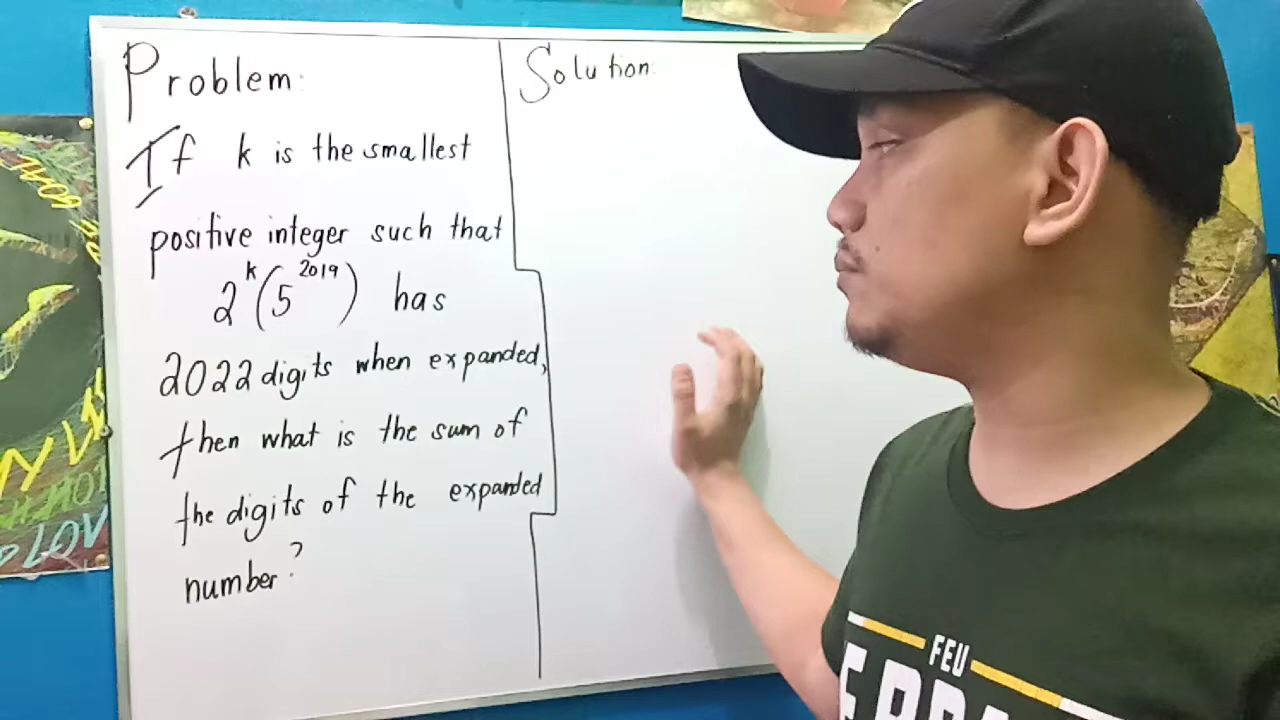 Problem:
If k is the smallest
positive integer such that
2^k(5^2019) has
2022 digits when expanded,
then what is the sum of
the digits of the expanded
number?
Solution:
FEU